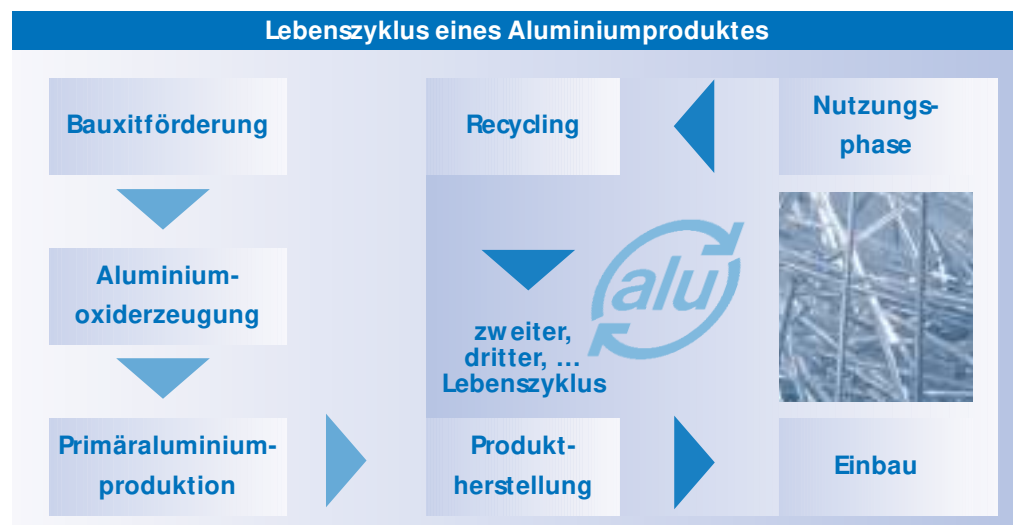 Lebenszyklus eines Aluminiumproduktes
Bauxitförderung
Aluminium-
oxiderzeugung
Primäraluminium-
produktion
Recycling
zweiter,
dritter, ...
Lebenszyklus
Produkt-
herstellung
Nutzungs-
phase
alu
Einbau